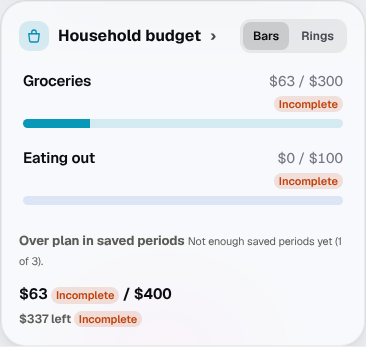 Household budget › Bars Rings
Groceries $63 / $300
Incomplete
Eating out $0 / $100
Incomplete
Over plan in saved periods Not enough saved periods yet (1
of 3).
$63 Incomplete / $400
$337 left Incomplete